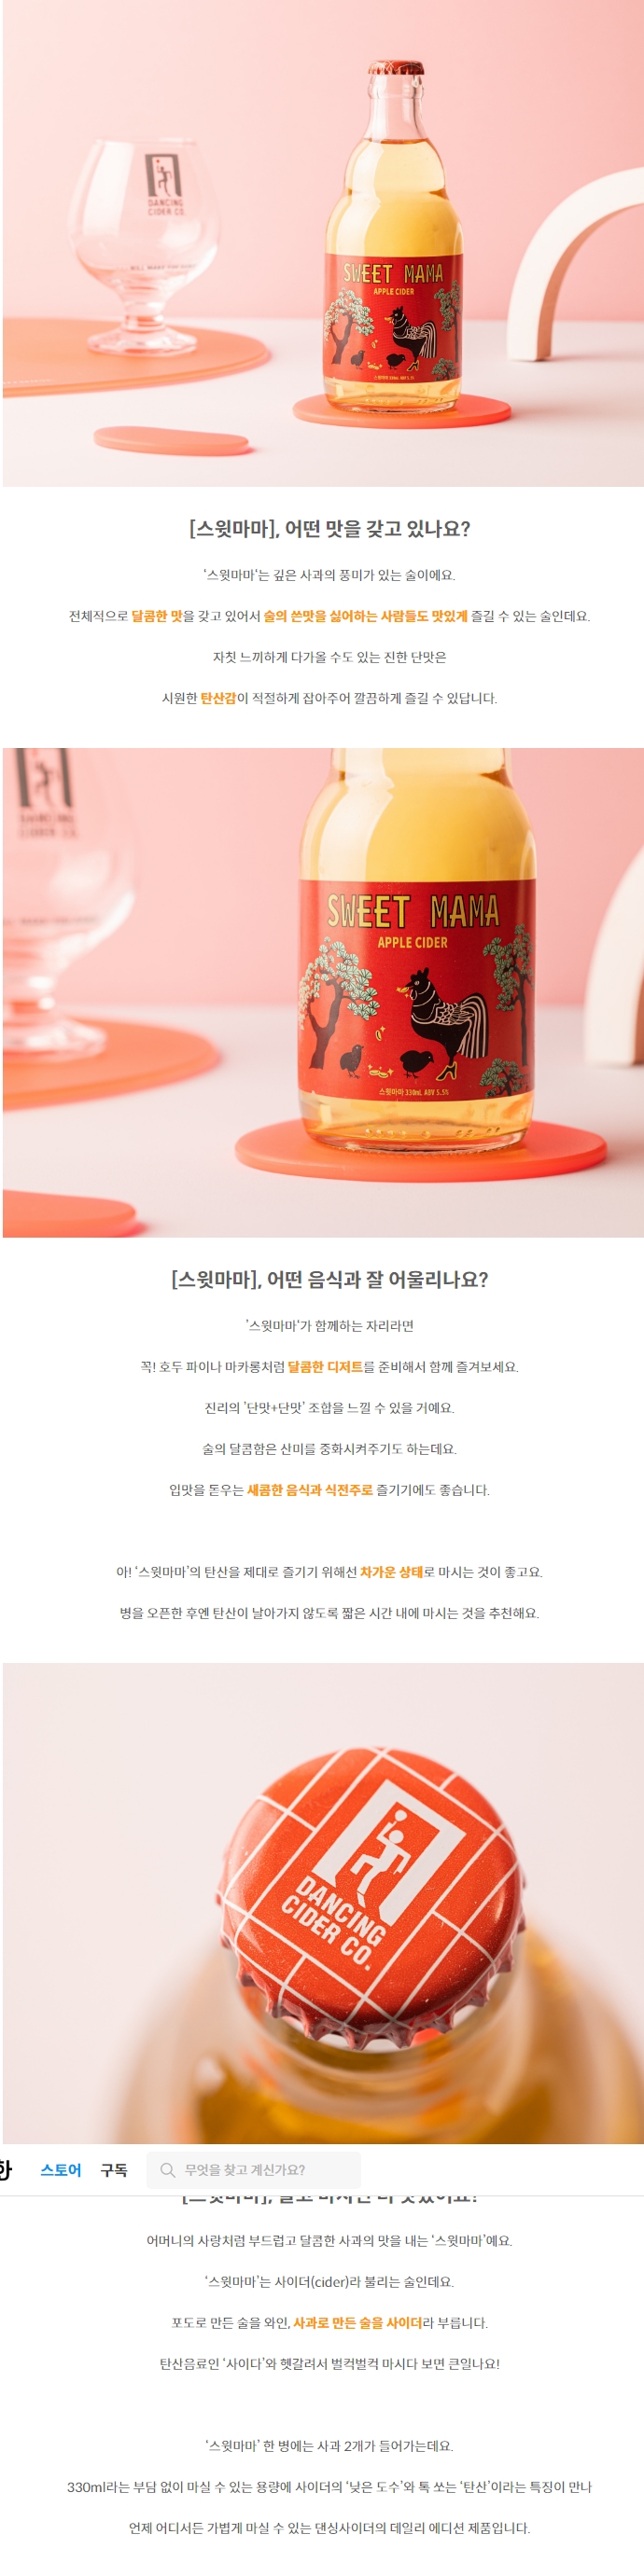 DANCING
CIDER CO.
SWEET MAMA
APPLE CIDER
[스윗마마], 어떤 맛을 갖고 있나요?
'스윗마마'는 깊은 사과의 풍미가 있는 술이에요.
전체적으로 달콤한 맛을 갖고 있어서 술의 쓴맛을 싫어하는 사람들도 맛있게 즐길 수 있는 술인데요.
자칫 느끼하게 다가올 수도 있는 진한 단맛은
시원한 탄산감이 적절하게 잡아주어 깔끔하게 즐길 수 있답니다.
SWEET MAMA
APPLE CIDER
스윗마마 330ml, ABV 5.5%
[스윗마마], 어떤 음식과 잘 어울리나요?
'스윗마마'가 함께하는 자리라면
꼭! 호두 파이나 마카롱처럼 달콤한 디저트를 준비해서 함께 즐겨보세요.
진리의 '단맛+단맛' 조합을 느낄 수 있을 거예요.
술의 달콤함은 산미를 중화시켜주기도 하는데요.
입맛을 돋우는 새콤한 음식과 식전주로 즐기기에도 좋습니다.
아! '스윗마마'의 탄산을 제대로 즐기기 위해선 차가운 상태로 마시는 것이 좋고요.
병을 오픈한 후엔 탄산이 날아가지 않도록 짧은 시간 내에 마시는 것을 추천해요.
DANCING
CIDER CO.
스토어 구독 무엇을 찾고 계신가요?
어머니의 사랑처럼 부드럽고 달콤한 사과의 맛을 내는 '스윗마마'예요.
'스윗마마'는 사이더(cider)라 불리는 술인데요.
포도로 만든 술을 와인, 사과로 만든 술을 사이더라 부릅니다.
탄산음료인 '사이다'와 헷갈려서 벌컥벌컥 마시다 보면 큰일나요!
'스윗마마' 한 병에는 사과 2개가 들어가는데요.
330ml라는 부담 없이 마실 수 있는 용량에 사이더의 '낮은 도수'와 톡 쏘는 '탄산'이라는 특징이 만나
언제 어디서든 가볍게 마실 수 있는 댄싱사이더의 데일리 에디션 제품입니다.